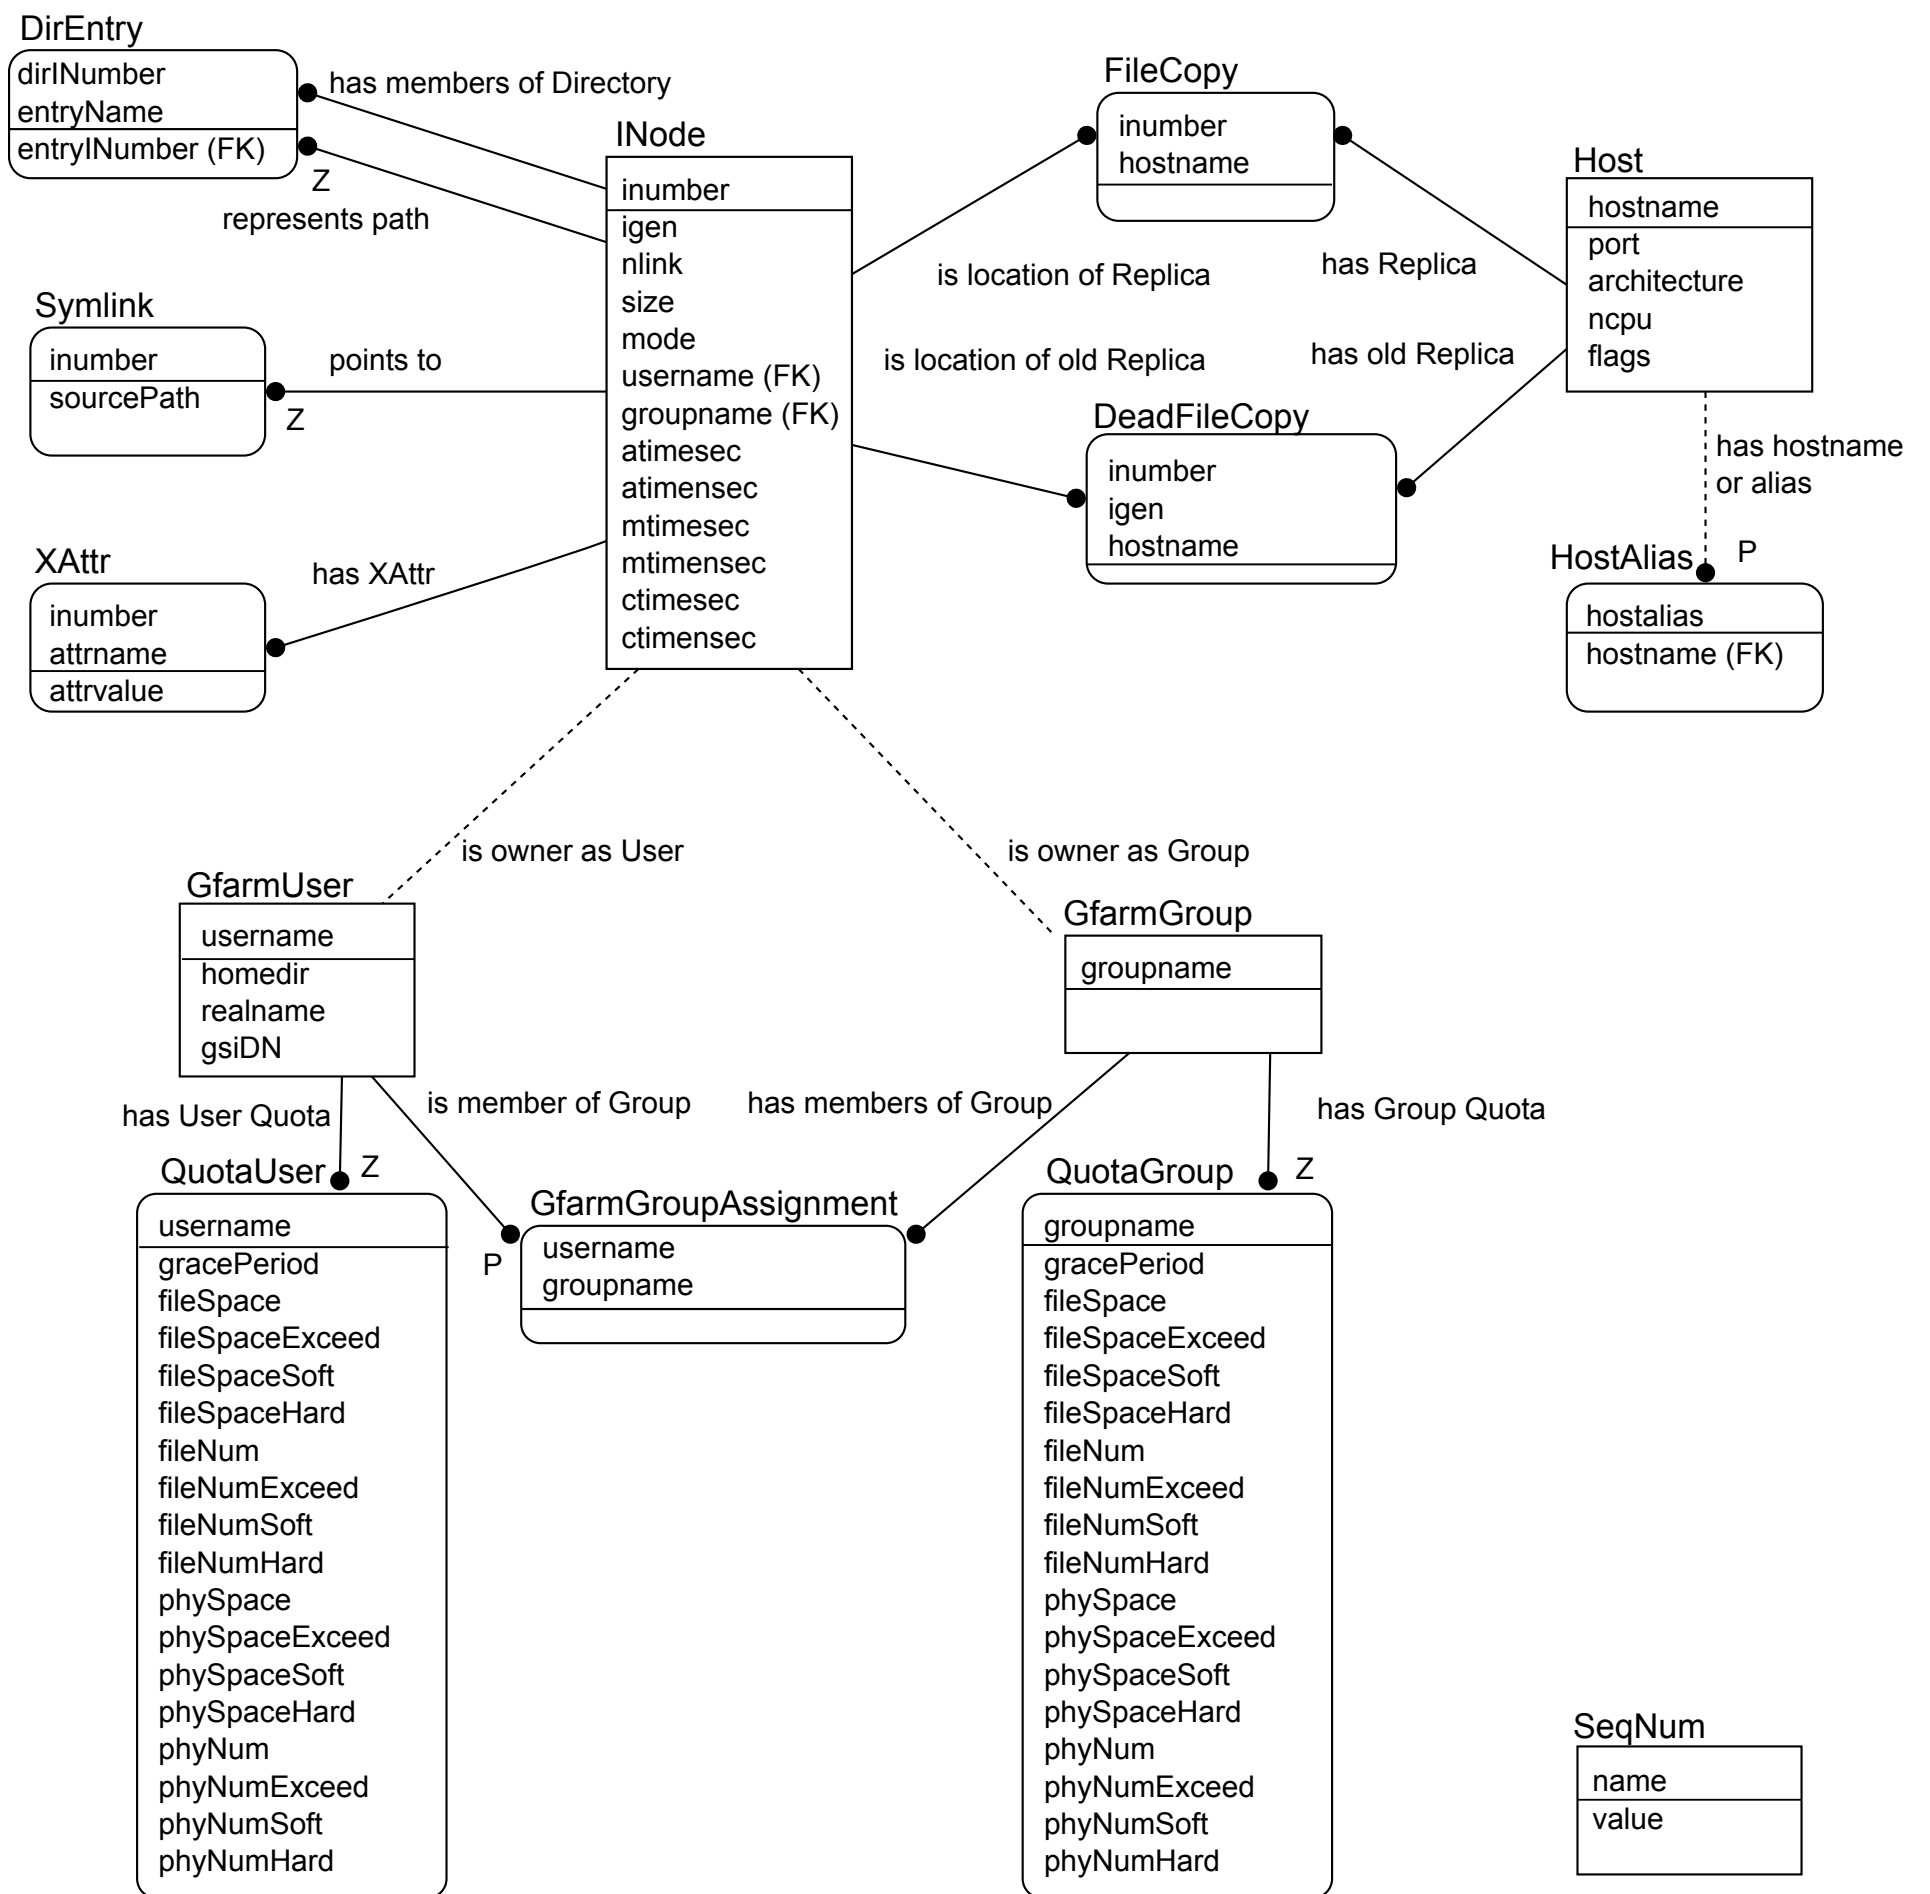 DirEntry
dirINumber
entryName
entryINumber (FK)
has members of Directory
Z
represents path
Symlink
inumber
sourcePath
points to
Z
XAttr
inumber
attrname
attrvalue
has XAttr
INode
inumber
igen
nlink
size
mode
username (FK)
groupname (FK)
atimesec
atimensec
mtimesec
mtimensec
ctimesec
ctimensec
FileCopy
inumber
hostname
is location of Replica
has Replica
is location of old Replica
has old Replica
DeadFileCopy
inumber
igen
hostname
Host
hostname
port
architecture
ncpu
flags
has hostname
or alias
P
HostAlias
hostalias
hostname (FK)
is owner as User
is owner as Group
GfarmUser
username
homedir
realname
gsiDN
GfarmGroup
groupname
has User Quota
is member of Group
has members of Group
has Group Quota
QuotaUser
Z
username
gracePeriod
fileSpace
fileSpaceExceed
fileSpaceSoft
fileSpaceHard
fileNum
fileNumExceed
fileNumSoft
fileNumHard
phySpace
phySpaceExceed
phySpaceSoft
phySpaceHard
phyNum
phyNumExceed
phyNumSoft
phyNumHard
GfarmGroupAssignment
P
username
groupname
QuotaGroup
Z
groupname
gracePeriod
fileSpace
fileSpaceExceed
fileSpaceSoft
fileSpaceHard
fileNum
fileNumExceed
fileNumSoft
fileNumHard
phySpace
phySpaceExceed
phySpaceSoft
phySpaceHard
phyNum
phyNumExceed
phyNumSoft
phyNumHard
SeqNum
name
value